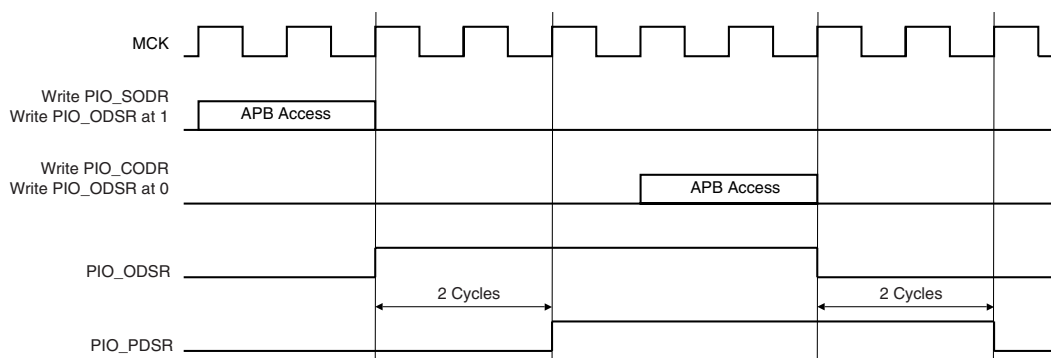 MCK
Write PIO_SODR
Write PIO_ODSR at 1
APB Access
Write PIO_CODR
Write PIO_ODSR at 0
APB Access
PIO_ODSR
2 Cycles
2 Cycles
PIO_PDSR